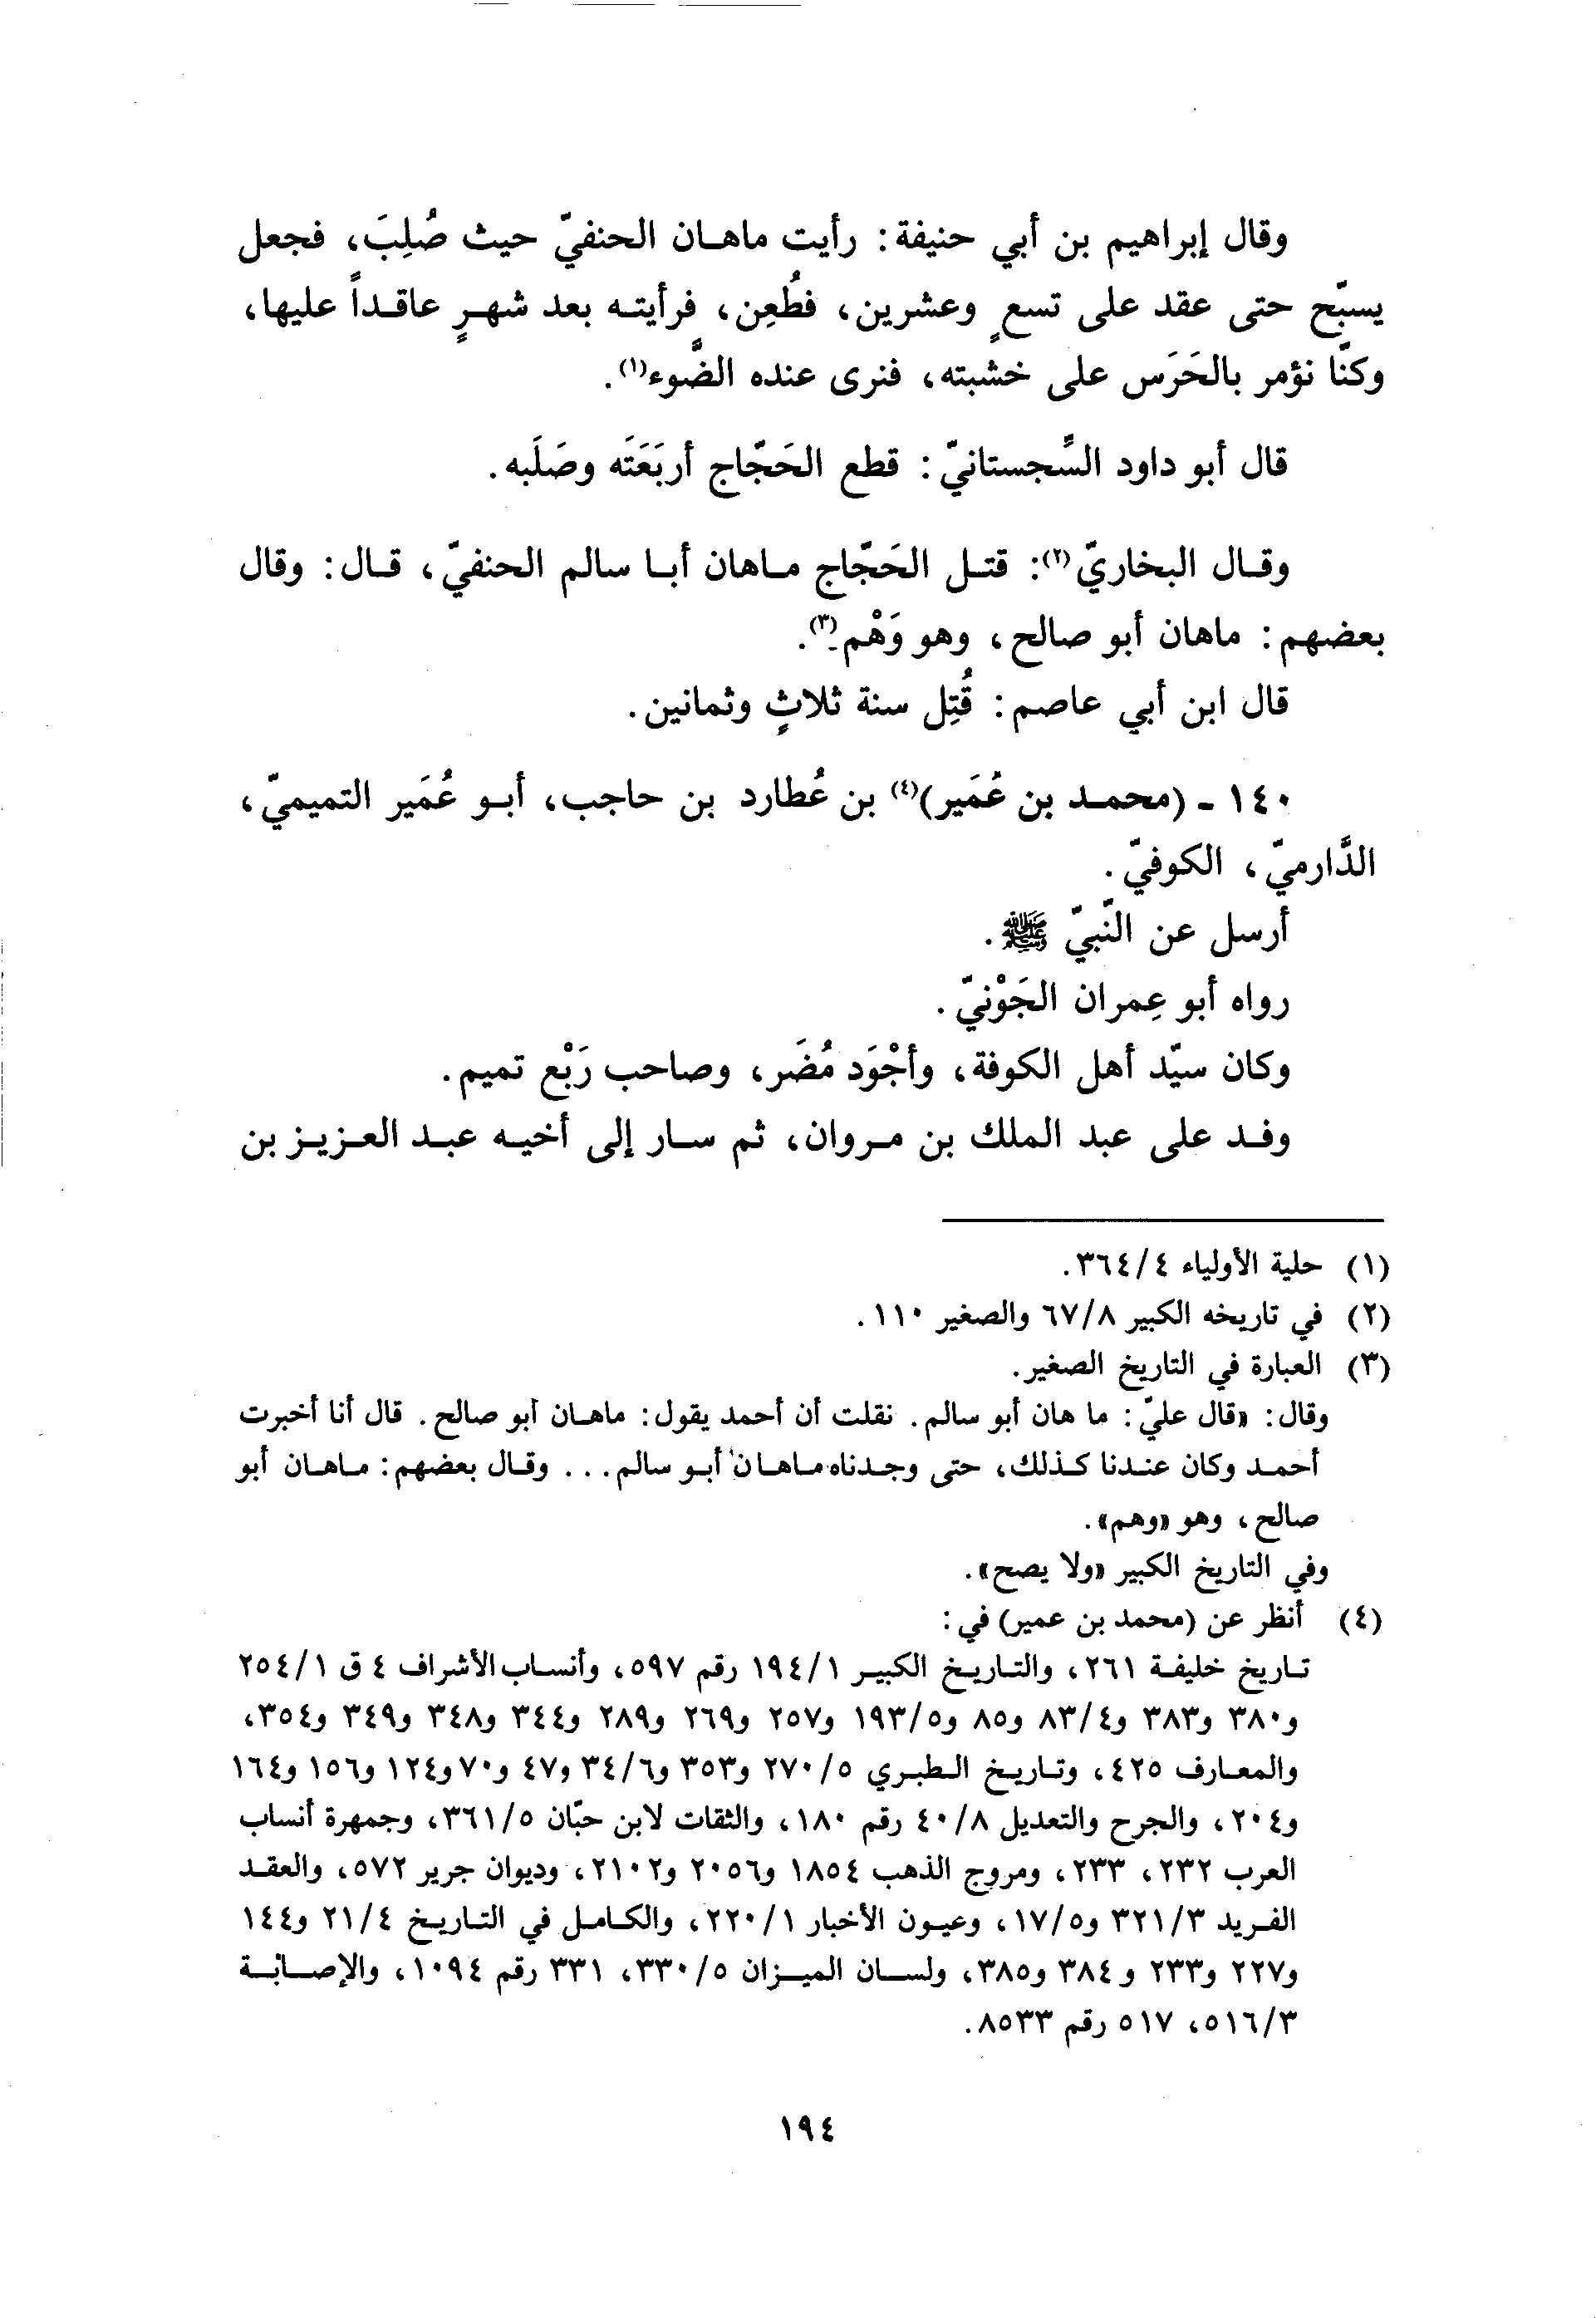 وقال إبراهيم بن أبي حنيفة: رأيت ماهان الحنفيّ حيث صُلِبَ، فجعل
يسبّح حتى عقد على تسعٍ وعشرين، فطُعِن، فرأيته بعد شهرٍ عاقداً عليها،
وكنّا نؤمر بالحَرَس على خشبته، فنرى عنده الضّوء(١).
قال أبو داود السِّجستانيّ: قطع الحَجّاج أربَعَتَه وصَلَبه.
وقال البخاريّ(٢): قتل الحَجّاج ماهان أبا سالم الحنفيّ، قال: وقال
بعضهم: ماهان أبو صالح، وهو وَهْم(٣).
قال ابن أبي عاصم: قُتِل سنة ثلاثٍ وثمانين.
١٤٠ - (محمد بن عُمَير)(٤) بن عُطارد بن حاجب، أبو عُمَير التميميّ،
الدَّارميّ، الكوفيّ.
أرسل عن النّبيّ ﷺ.
رواه أبو عِمران الجَوْنيّ.
وكان سيّد أهل الكوفة، وأجْوَد مُضَر، وصاحب رَبْع تميم.
وفد على عبد الملك بن مروان، ثم سار إلى أخيه عبد العزيز بن
(١) حلية الأولياء ٣٦٤/٤.
(٢) في تاريخه الكبير ٦٧/٨ والصغير ١١٠.
(٣) العبارة في التاريخ الصغير.
وقال: «قال عليّ: ما هان أبو سالم. نقلت أن أحمد يقول: ماهان أبو صالح. قال أنا أخبرت
أحمد وكان عندنا كذلك، حتى وجدناه ماهان أبو سالم... وقال بعضهم: ماهان أبو
صالح، وهو «وهم».
وفي التاريخ الكبير «ولا يصح».
(٤) أنظر عن (محمد بن عمير) في:
تاريخ خليفة ٢٦١، والتاريخ الكبير ١٩٤/١ رقم ٥٩٧، وأنساب الأشراف ٤ ق ٢٥٤/١
و٣٨٠ و٣٨٣ و٨٣/٤ و٨٥ و١٩٣/٥ و٢٥٧ و٢٦٩ و٢٨٩ و٣٤٤ و٣٤٨ و٣٤٩ و٣٥٤،
والمعارف ٤٢٥، وتاريخ الطبري ٢٧٠/٥ و٣٥٣ و٣٤/٦ و٤٧ و٧٠ و١٢٤ و١٥٦ و١٦٤
و٢٠٤، والجرح والتعديل ٤٠/٨ رقم ١٨٠، والثقات لابن حبّان ٣٦١/٥، وجمهرة أنساب
العرب ٢٣٢، ٢٣٣، ومروج الذهب ١٨٥٤ و٢٠٥٦ و٢١٠٢، وديوان جرير ٥٧٢، والعقد
الفريد ٣٢١/٣ و١٧/٥، وعيون الأخبار ٢٢٠/١، والكامل في التاريخ ٢١/٤ و١٤٤
و٢٢٧ و٢٣٣ و٣٨٤ و٣٨٥، ولسان الميزان ٣٣٠/٥، ٣٣١ رقم ١٠٩٤، والإصابة
٥١٦/٣، ٥١٧ رقم ٨٥٣٣.
١٩٤